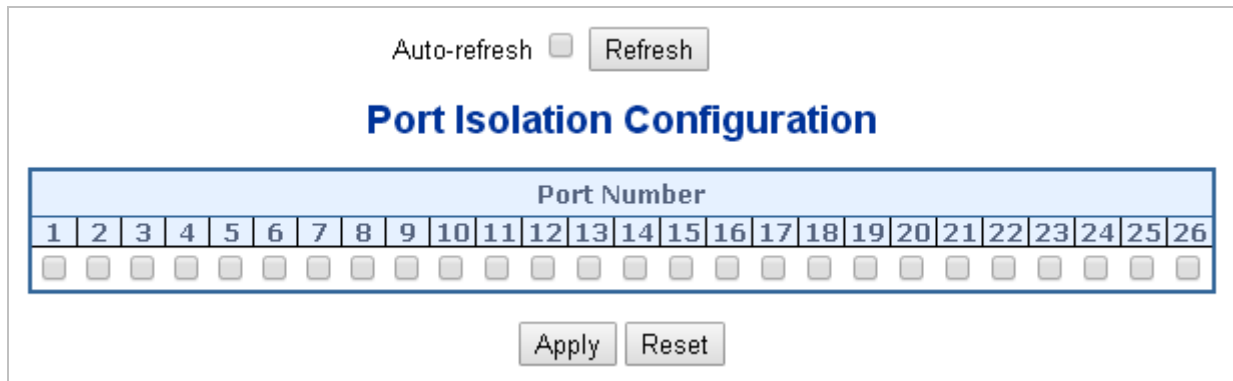 Auto-refresh Refresh
Port Isolation Configuration
Port Number
1 2 3 4 5 6 7 8 9 10 11 12 13 14 15 16 17 18 19 20 21 22 23 24 25 26
Apply Reset